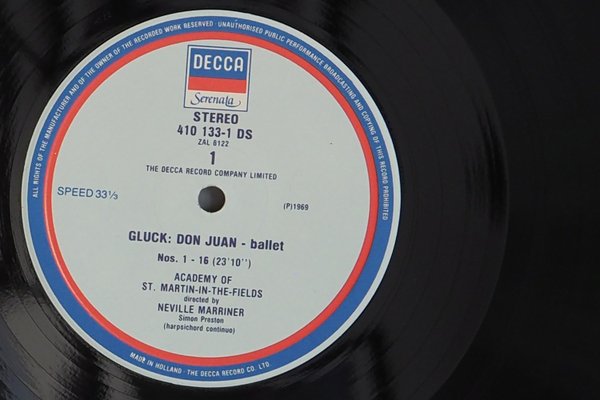 ALL RIGHTS OF THE MANUFACTURER AND OF THE OWNER OF THE RECORDED WORK RESERVED · UNAUTHORISED PUBLIC PERFORMANCE BROADCASTING AND COPYING OF THIS RECORD PROHIBITED
DECCA
Serenata
STEREO
410 133-1 DS
ZAL 8122
1
THE DECCA RECORD COMPANY LIMITED
SPEED 33⅓
(P)1969
GLUCK: DON JUAN - ballet
Nos. 1 - 16 (23'10'')
ACADEMY OF
ST. MARTIN-IN-THE-FIELDS
directed by
NEVILLE MARRINER
Simon Preston
(harpsichord continuo)
MADE IN HOLLAND · THE DECCA RECORD CO. LTD